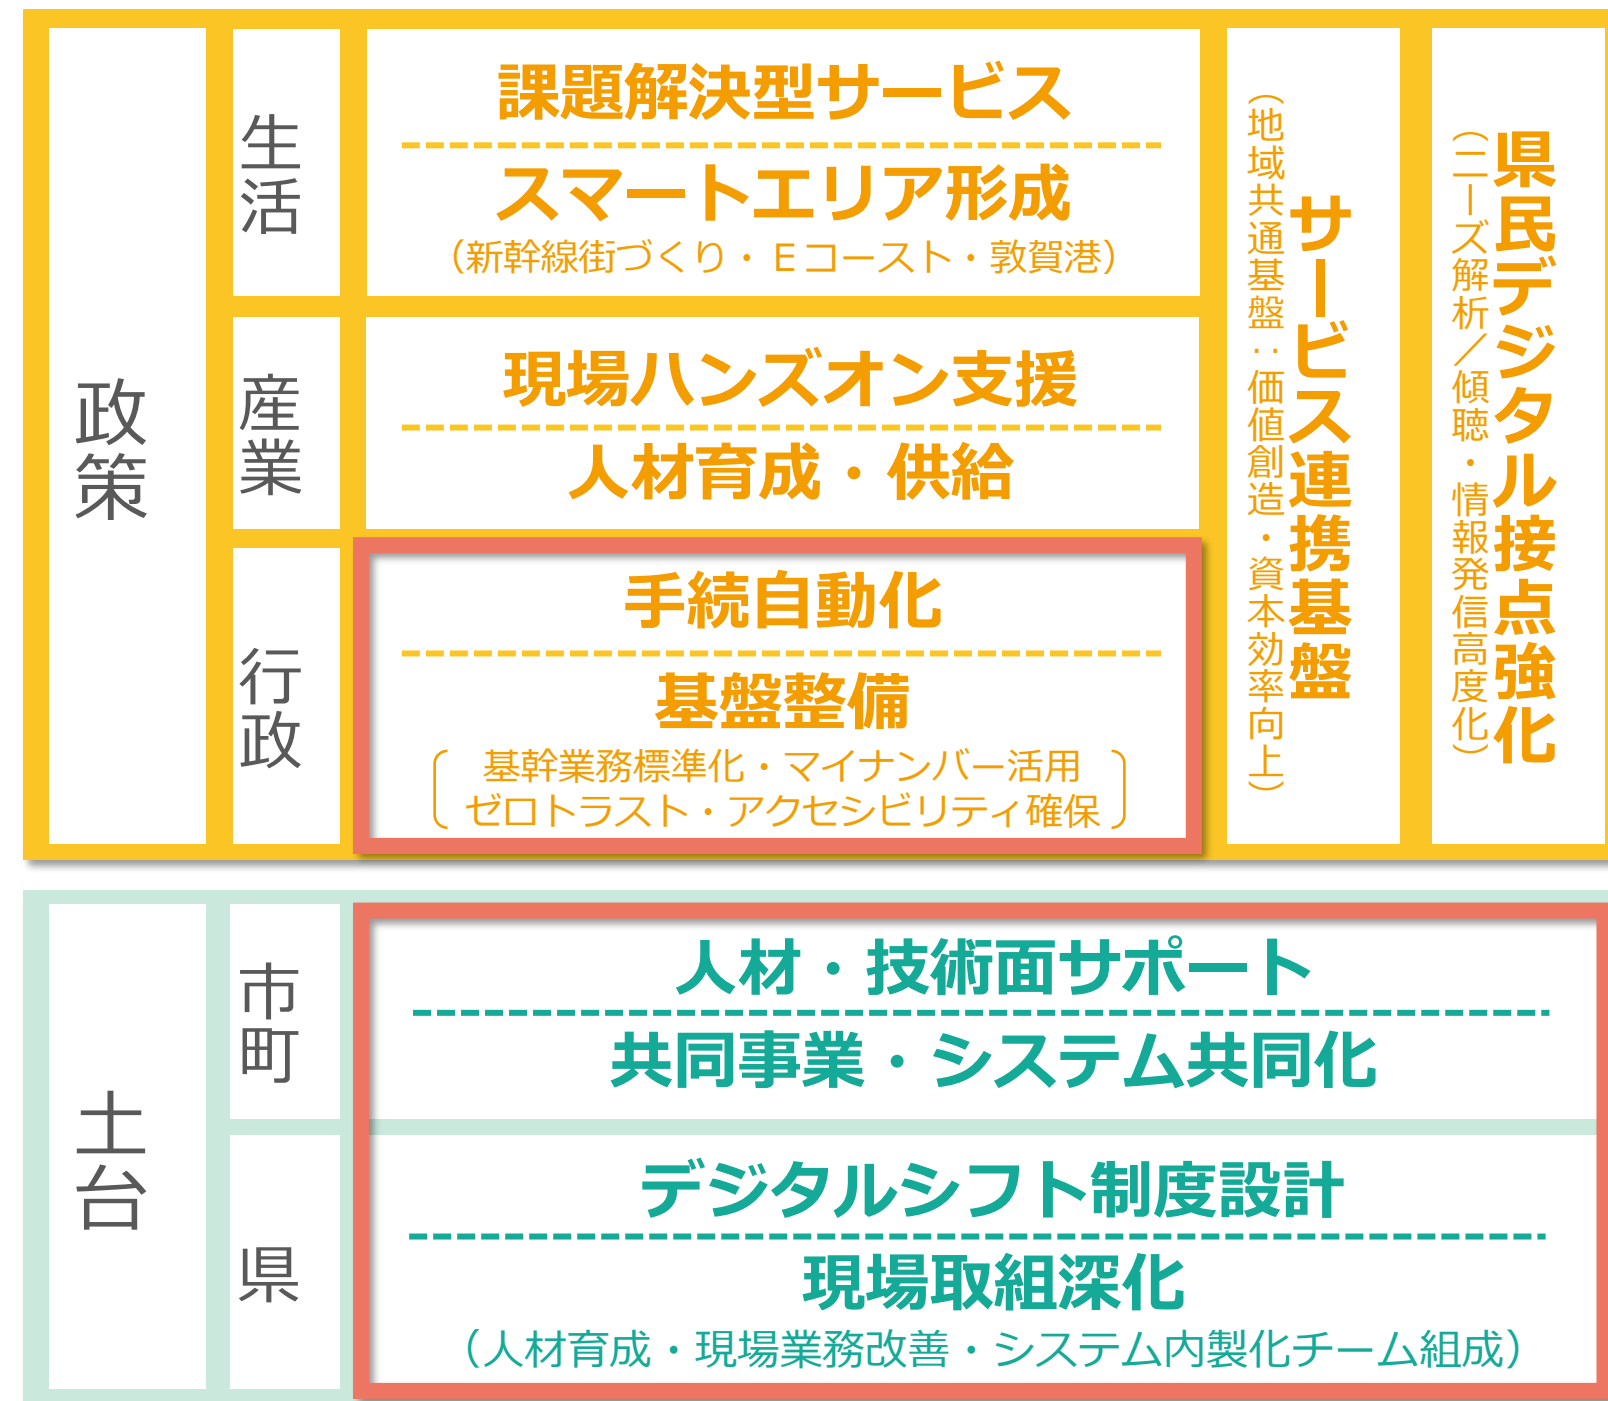 政策
生活
課題解決型サービス
スマートエリア形成
（新幹線街づくり・Ｅコースト・敦賀港）
産業
現場ハンズオン支援
人材育成・供給
行政
手続自動化
基盤整備
基幹業務標準化・マイナンバー活用
ゼロトラスト・アクセシビリティ確保
サービス連携基盤
（地域共通基盤：価値創造・資本効率向上）
県民デジタル接点強化
（ニーズ解析／傾聴・情報発信高度化）
土台
市町
人材・技術面サポート
共同事業・システム共同化
県
デジタルシフト制度設計
現場取組深化
（人材育成・現場業務改善・システム内製化チーム組成）